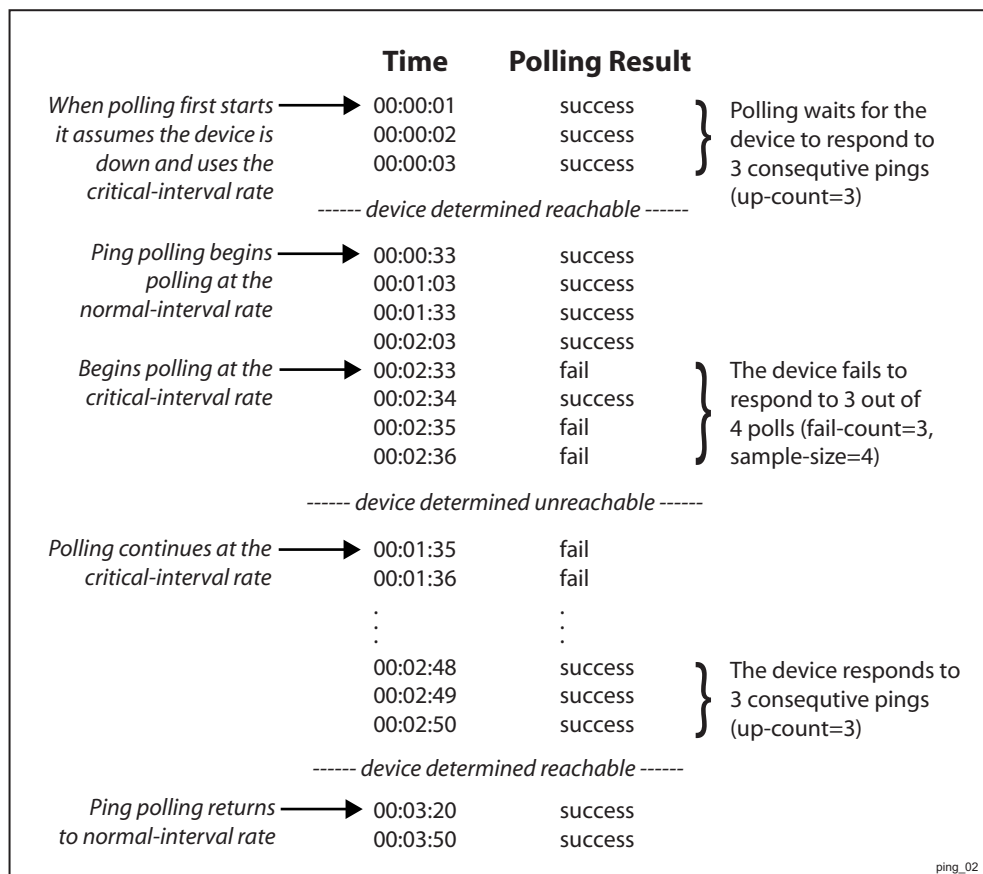 Time Polling Result
When polling first starts 00:00:01 success Polling waits for the
it assumes the device is 00:00:02 success device to respond to
down and uses the 00:00:03 success 3 consequtive pings
critical-interval rate (up-count=3)
------ device determined reachable ------
Ping polling begins 00:00:33 success
polling at the 00:01:03 success
normal-interval rate 00:01:33 success
00:02:03 success
Begins polling at the 00:02:33 fail The device fails to
critical-interval rate 00:02:34 success respond to 3 out of
00:02:35 fail 4 polls (fail-count=3,
00:02:36 fail sample-size=4)
------ device determined unreachable ------
Polling continues at the 00:01:35 fail
critical-interval rate 00:01:36 fail
. .
. .
. .
00:02:48 success The device responds to
00:02:49 success 3 consequtive pings
00:02:50 success (up-count=3)
------ device determined reachable ------
Ping polling returns 00:03:20 success
to normal-interval rate 00:03:50 success
ping_02